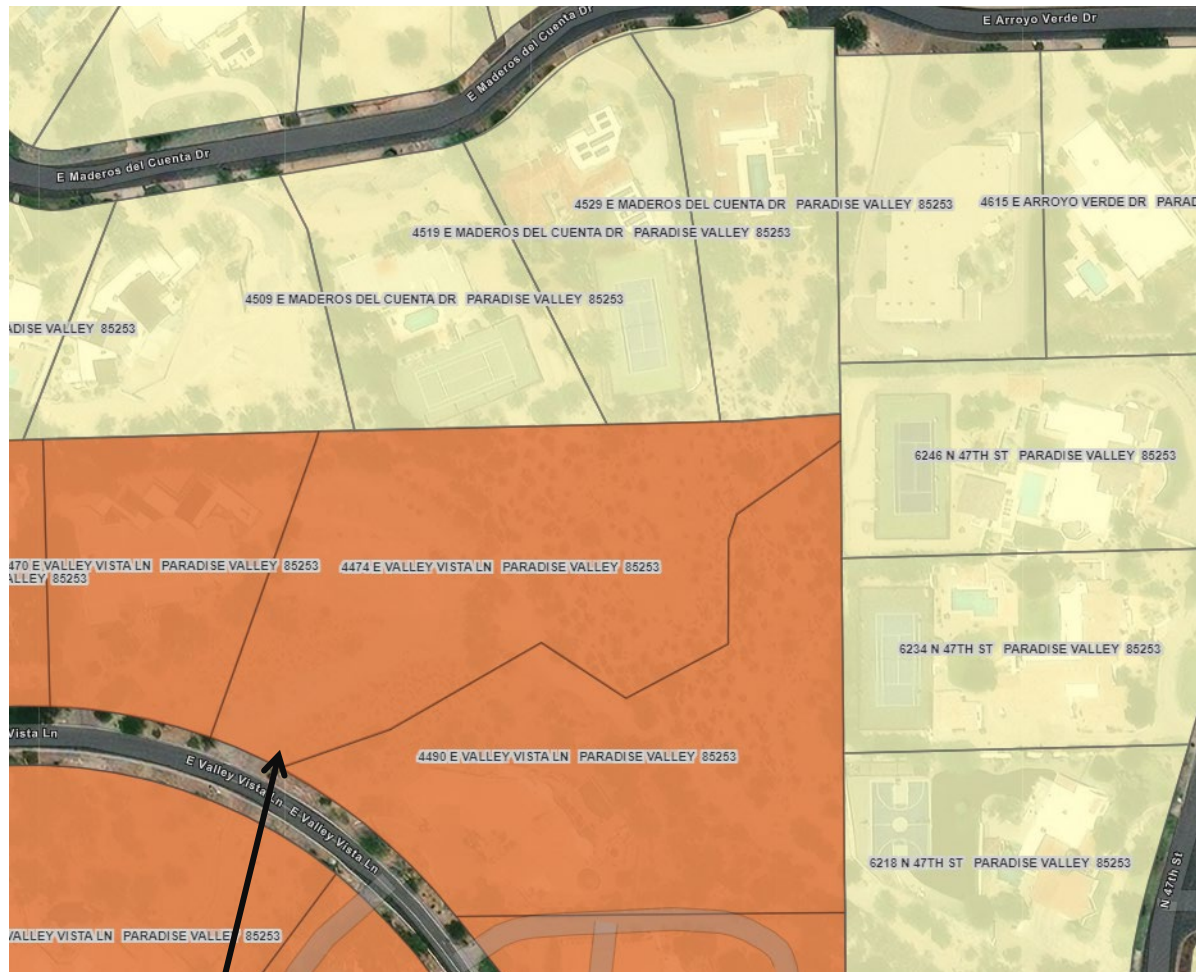 E Arroyo Verde Dr
E Maderos del Cuenta Dr
E Maderos del Cuenta Dr
4529 E MADEROS DEL CUENTA DR PARADISE VALLEY 85253
4615 E ARROYO VERDE DR PARAD
4519 E MADEROS DEL CUENTA DR PARADISE VALLEY 85253
4509 E MADEROS DEL CUENTA DR PARADISE VALLEY 85253
ADISE VALLEY 85253
6246 N 47TH ST PARADISE VALLEY 85253
470 E VALLEY VISTA LN PARADISE VALLEY 85253
ALLEY 85253
4474 E VALLEY VISTA LN PARADISE VALLEY 85253
6234 N 47TH ST PARADISE VALLEY 85253
Vista Ln
4490 E VALLEY VISTA LN PARADISE VALLEY 85253
E Valley Vista Ln
E Valley Vista Ln
6218 N 47TH ST PARADISE VALLEY 85253
N 47th St
VALLEY VISTA LN PARADISE VALLEY 85253